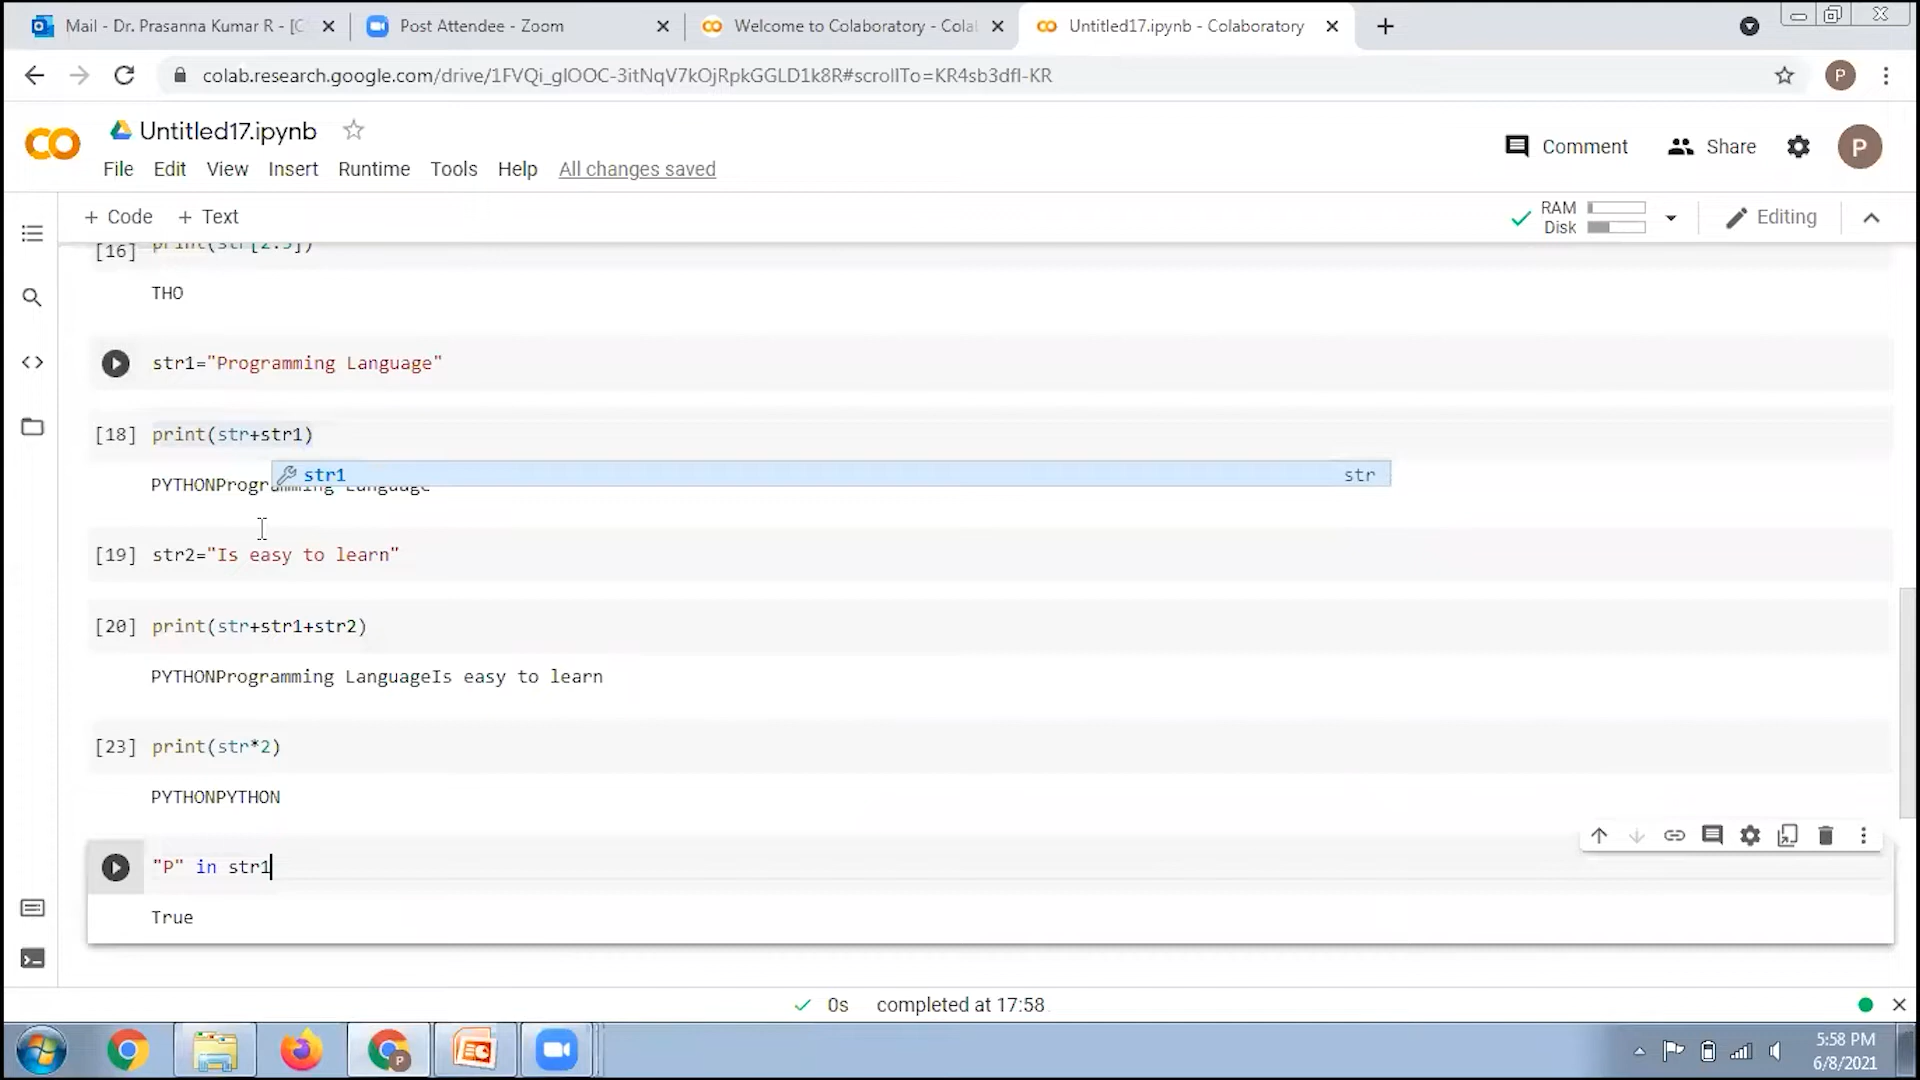 Mail - Dr. Prasanna Kumar R - [C
Post Attendee - Zoom
Welcome to Colaboratory - Cola
Untitled17.ipynb - Colaboratory
colab.research.google.com/drive/1FVQi_glOOC-3itNqV7kOjRpkGGLD1k8R#scrollTo=KR4sb3dfl-KR
P
CO
Untitled17.ipynb
Comment
Share
P
File Edit View Insert Runtime Tools Help All changes saved
+ Code + Text
RAM
Disk
Editing
[16] print(str[2:5])
THO
str1="Programming Language"
[18] print(str+str1)
str1 str
PYTHONProgramming Language
[19] str2="Is easy to learn"
[20] print(str+str1+str2)
PYTHONProgramming LanguageIs easy to learn
[23] print(str*2)
PYTHONPYTHON
"P" in str1
True
0s completed at 17:58
P
5:58 PM
6/8/2021